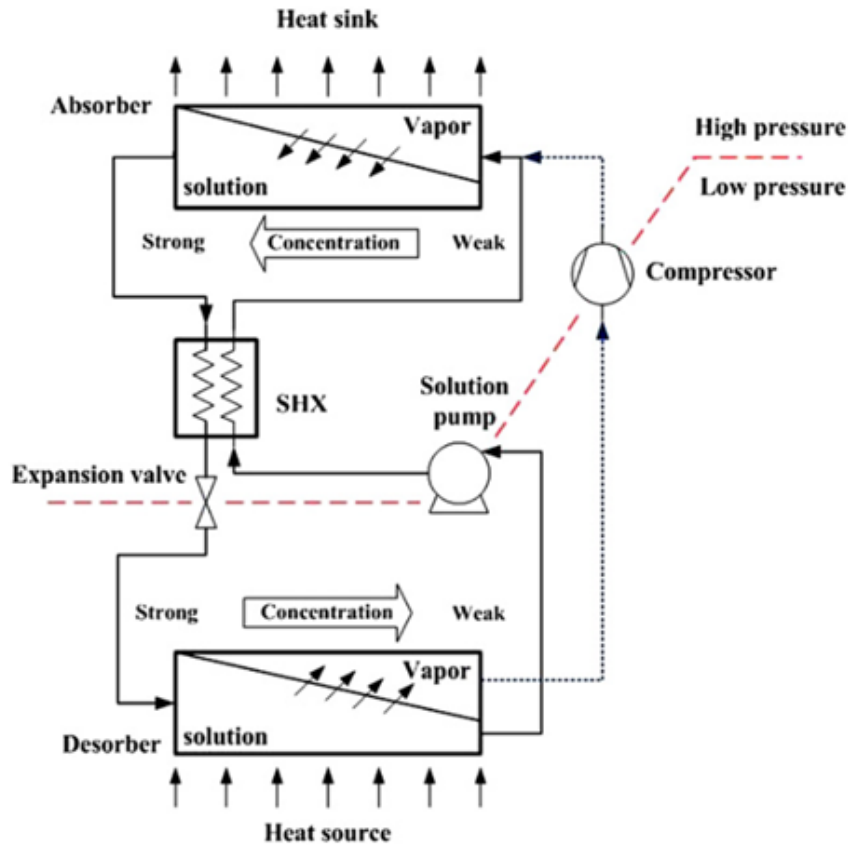 Heat sink
Absorber
Vapor
High pressure
solution
Low pressure
Strong
Concentration
Weak
Compressor
SHX
Solution
pump
Expansion valve
Strong
Concentration
Weak
Vapor
Desorber
solution
Heat source